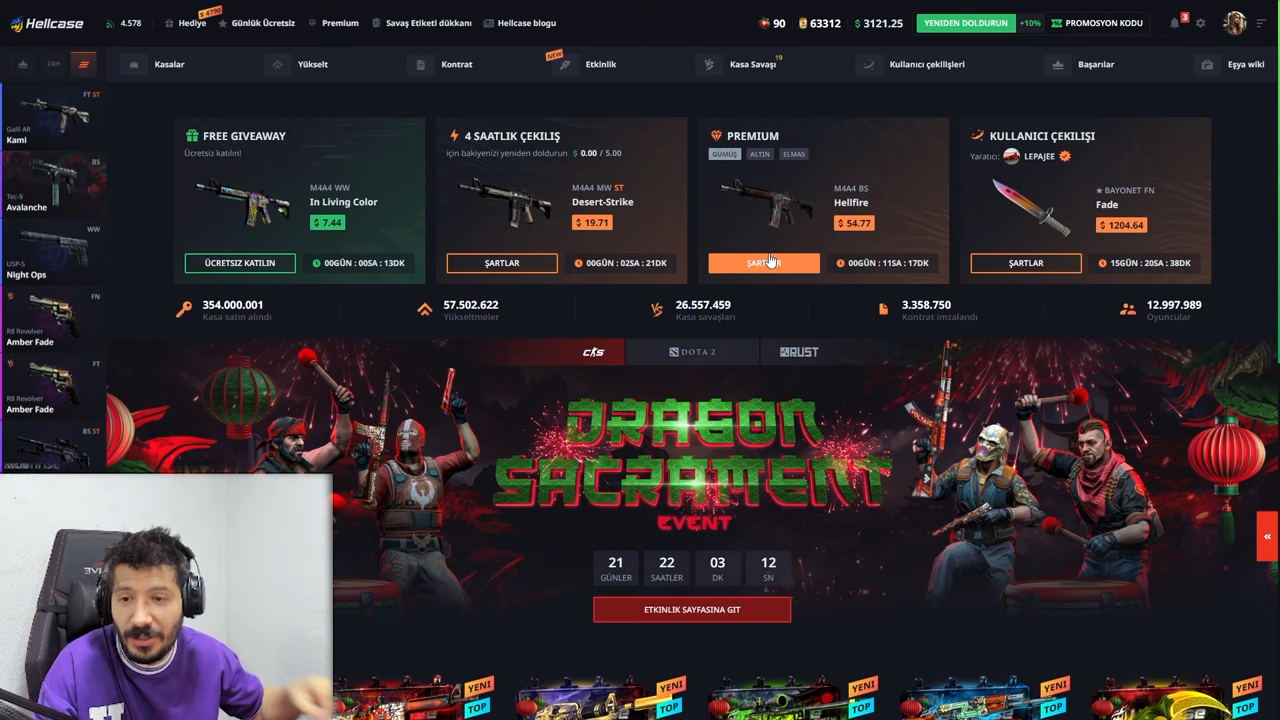 Hellcase
4.578
$ 4790
Hediye
Günlük Ücretsiz
Premium
Savaş Etiketi dükkanı
Hellcase blogu
90
63312
$ 3121.25
YENİDEN DOLDURUN
+10%
PROMOSYON KODU
3
24H
Kasalar
Yükselt
Kontrat
NEW
Etkinlik
Kasa Savaşı
19
Kullanıcı çekilişleri
Başarılar
Eşya wiki
FT ST
Galil AR
Kami
BS
Tec-9
Avalanche
WW
USP-S
Night Ops
FN
R8 Revolver
Amber Fade
FT
R8 Revolver
Amber Fade
BS ST
FREE GIVEAWAY
Ücretsiz katılın!
M4A4 WW
In Living Color
$ 7.44
ÜCRETSIZ KATILIN
00GÜN : 00SA : 13DK
4 SAATLIK ÇEKILIŞ
için bakiyenizi yeniden doldurun $ 0.00 / 5.00
M4A4 MW ST
Desert-Strike
$ 19.71
ŞARTLAR
00GÜN : 02SA : 21DK
PREMIUM
GÜMÜŞ
ALTIN
ELMAS
M4A4 BS
Hellfire
$ 54.77
00GÜN : 11SA : 17DK
KULLANICI ÇEKILIŞI
Yaratıcı:
LEPAJEE
★ BAYONET FN
Fade
$ 1204.64
ŞARTLAR
15GÜN : 20SA : 38DK
354.000.001
Kasa satın alındı
57.502.622
Yükseltmeler
26.557.459
Kasa savaşları
3.358.750
Kontrat imzalandı
12.997.989
Oyuncular
CS
DOTA 2
RUST
DRAGON
SACRAMENT
EVENT
21
GÜNLER
22
SAATLER
03
DK
12
SN
ETKINLIK SAYFASINA GIT
YENİ
TOP
YENİ
TOP
YENİ
TOP
YENİ
TOP
YENİ
TOP